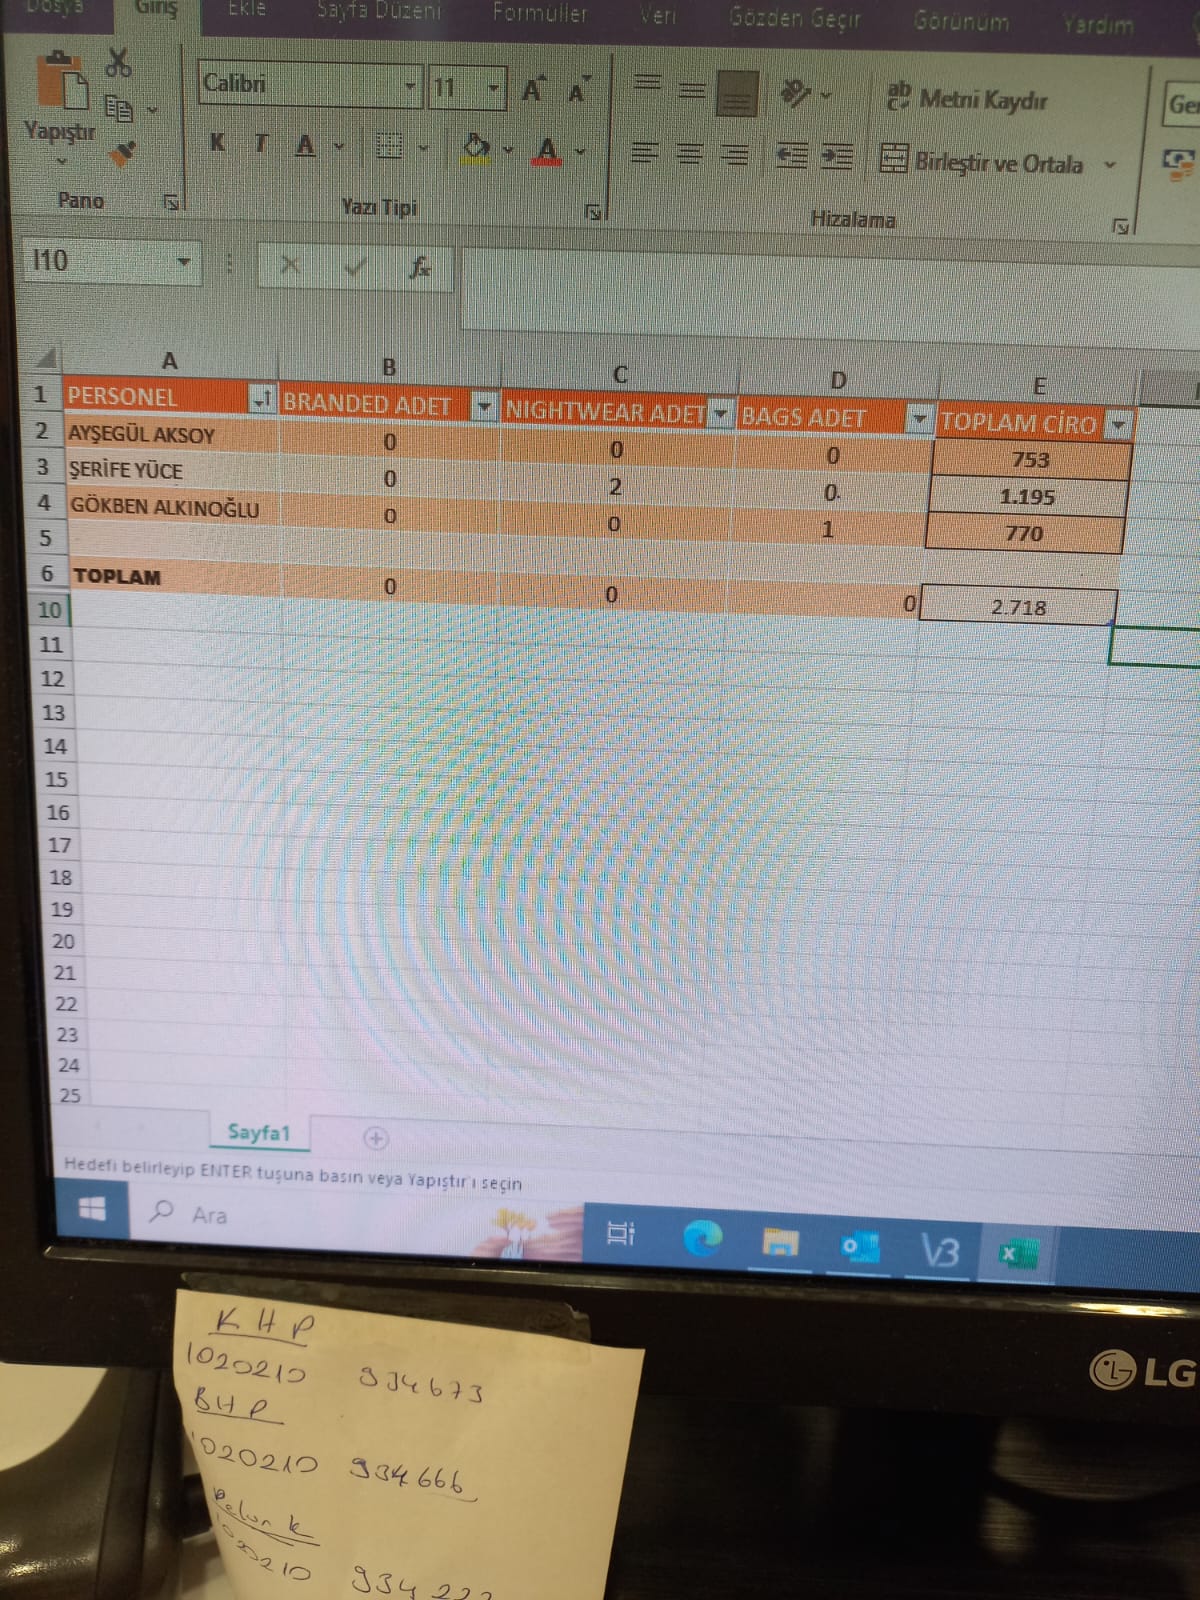 Dosya Giriş Ekle Sayfa Düzeni Formüller Veri Gözden Geçir Görünüm Yardım
Calibri 11 A A ab Metni Kaydır
Yapıştır K T A A Birleştir ve Ortala
Pano Yazı Tipi Hizalama
I10 fx
A B C D E
1 PERSONEL BRANDED ADET NIGHTWEAR ADET BAGS ADET TOPLAM CİRO
2 AYŞEGÜL AKSOY 0 0 0 753
3 ŞERİFE YÜCE 0 2 0 1.195
4 GÖKBEN ALKINOĞLU 0 0 1 770
5
6 TOPLAM 0 0 0 2.718
10
11
12
13
14
15
16
17
18
19
20
21
22
23
24
25
Sayfa1
Hedefi belirleyip ENTER tuşuna basın veya Yapıştır'ı seçin
Ara V3
LG
KHP
1020210 934673
BHP
1020210 934666
1020210